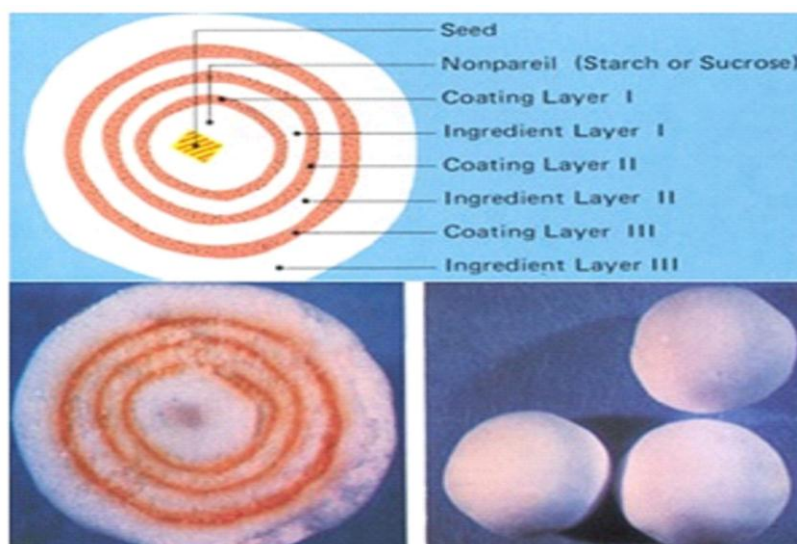 Seed
Nonpareil (Starch or Sucrose)
Coating Layer I
Ingredient Layer I
Coating Layer II
Ingredient Layer II
Coating Layer III
Ingredient Layer III